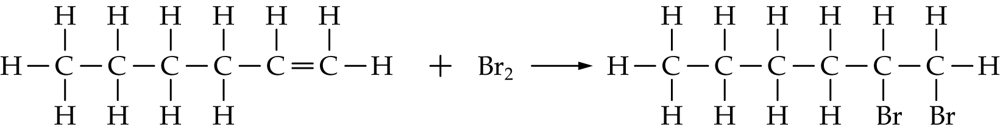 H H H H H H H H H H H H
H—C—C—C—C—C=C—H + Br₂ ⟶ H—C—C—C—C—C—C—H
H H H H H H H H Br Br